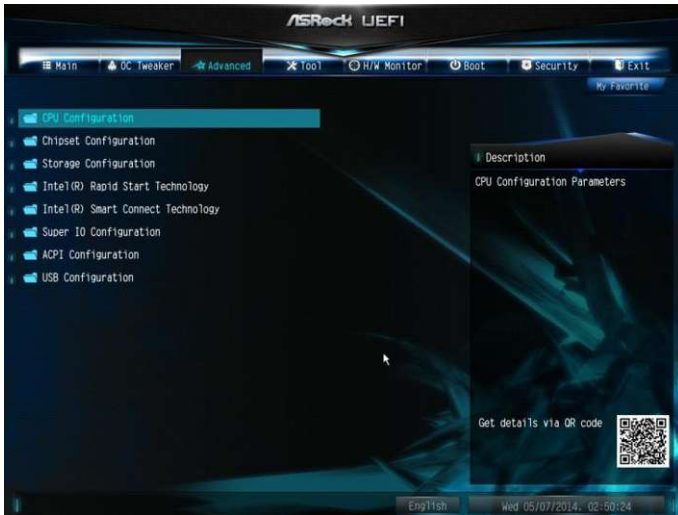 ASRock UEFI
Main OC Tweaker Advanced Tool H/W Monitor Boot Security Exit
My Favorite
CPU Configuration
Chipset Configuration
Storage Configuration
Intel(R) Rapid Start Technology
Intel(R) Smart Connect Technology
Super IO Configuration
ACPI Configuration
USB Configuration
Description
CPU Configuration Parameters
Get details via QR code
English
Wed 05/07/2014. 02:50:24